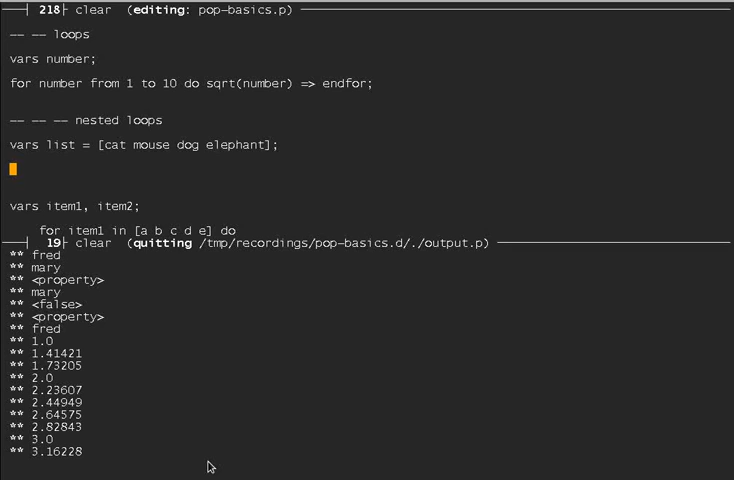 218 clear (editing: pop-basics.p)
-- -- loops
vars number;
for number from 1 to 10 do sqrt(number) => endfor;
-- -- -- nested loops
vars list = [cat mouse dog elephant];
vars item1, item2;
for item1 in [a b c d e] do
19 clear (quitting /tmp/recordings/pop-basics.d/./output.p)
** fred
** mary
** <property>
** mary
** <false>
** <property>
** fred
** 1.0
** 1.41421
** 1.73205
** 2.0
** 2.23607
** 2.44949
** 2.64575
** 2.82843
** 3.0
** 3.16228